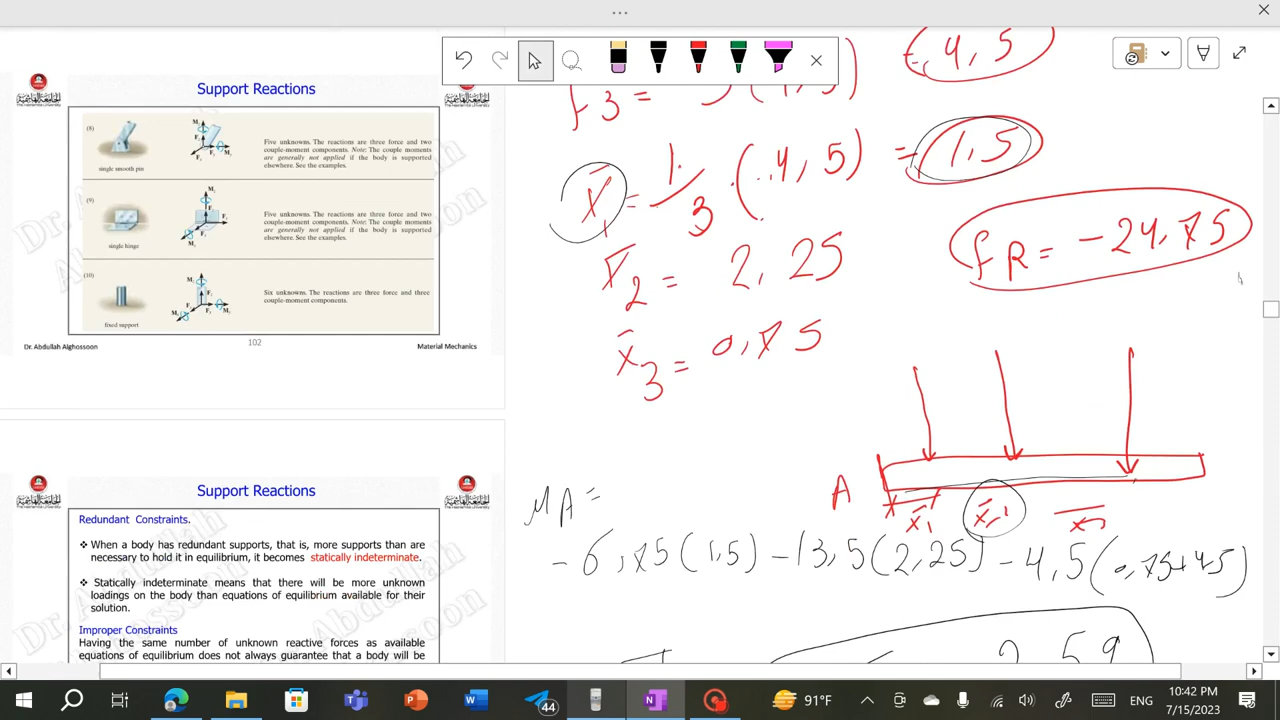 Support Reactions
(8)
single smooth pin
Five unknowns. The reactions are three force and two
couple-moment components. Note: The couple moments
are generally not applied if the body is supported
elsewhere. See the examples.
(9)
single hinge
Five unknowns. The reactions are three force and two
couple-moment components. Note: The couple moments
are generally not applied if the body is supported
elsewhere. See the examples.
(10)
fixed support
Six unknowns. The reactions are three force and three
couple-moment components.
Dr. Abdullah Alghossoon
102
Material Mechanics
Support Reactions
Redundant Constraints.
❖ When a body has redundant supports, that is, more supports than are
necessary to hold it in equilibrium, it becomes statically indeterminate.
❖ Statically indeterminate means that there will be more unknown
loadings on the body than equations of equilibrium available for their
solution.
Improper Constraints
Having the same number of unknown reactive forces as available
equations of equilibrium does not always guarantee that a body will be
4,5
x̄1 = 1/3 (4,5) = 1,5
fR = -24,75
x̄2 = 2,25
x̄3 = 0,75
A
x̄1
MA =
- 6,75(1,5) - 13,5(2,25) - 4,5(0,75+4,5)
2,59
44
91°F
ENG
10:42 PM
7/15/2023